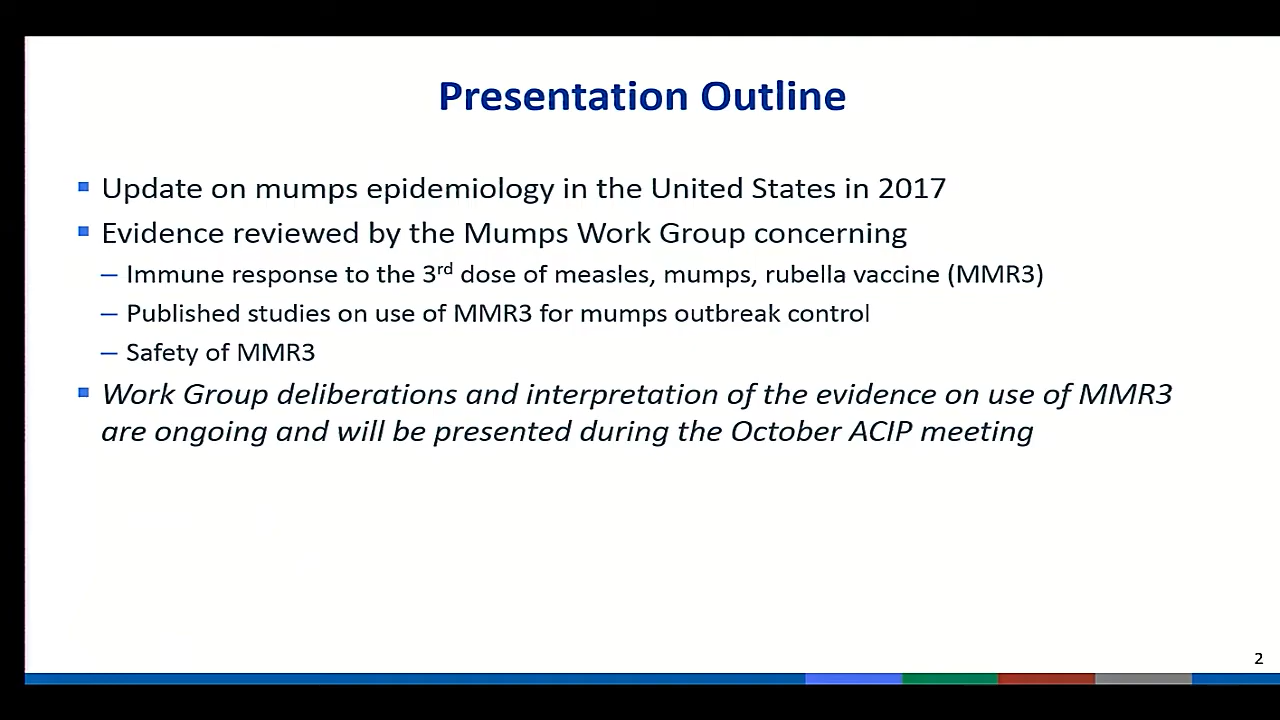 Presentation Outline
Update on mumps epidemiology in the United States in 2017
Evidence reviewed by the Mumps Work Group concerning
– Immune response to the 3rd dose of measles, mumps, rubella vaccine (MMR3)
– Published studies on use of MMR3 for mumps outbreak control
– Safety of MMR3
Work Group deliberations and interpretation of the evidence on use of MMR3
are ongoing and will be presented during the October ACIP meeting
2